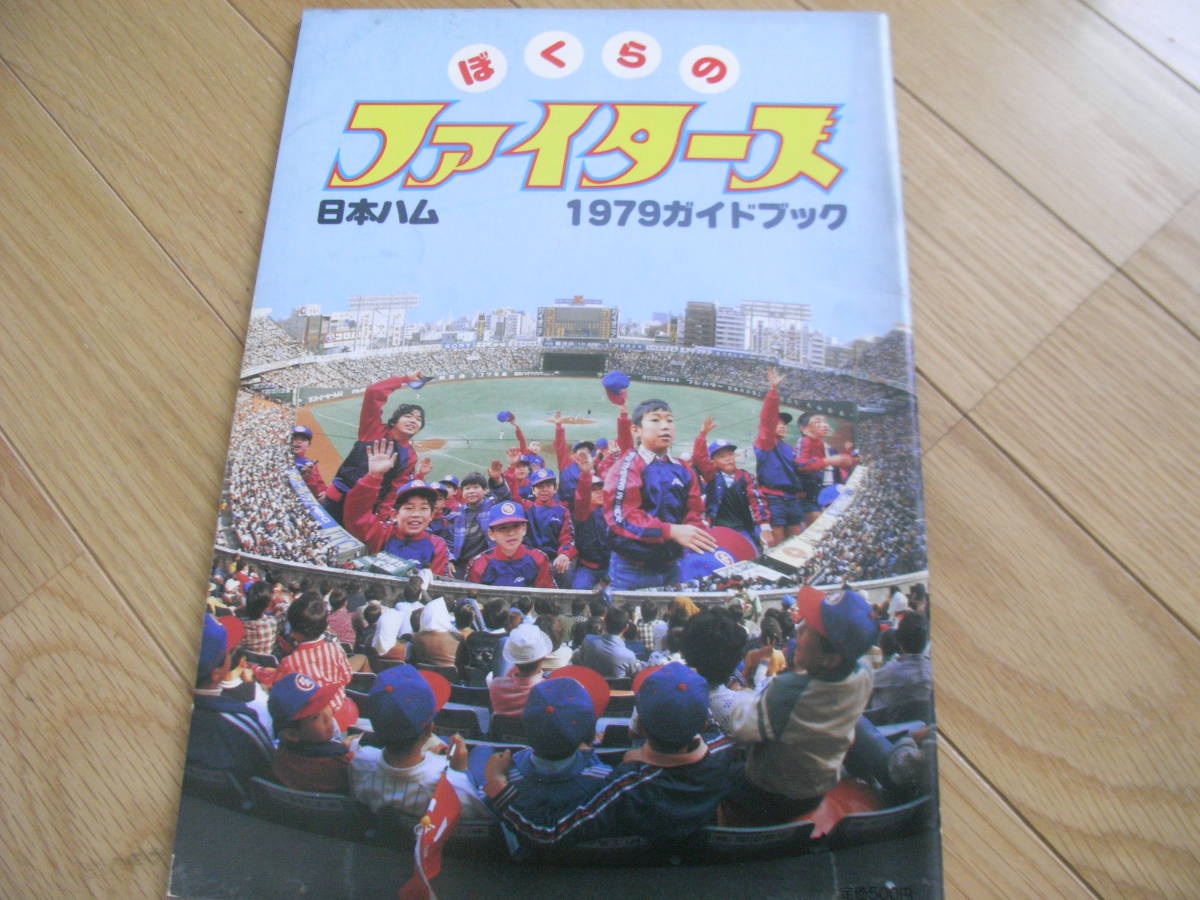 ぼくらの
ファイターズ
日本ハム 1979ガイドブック
定価500円